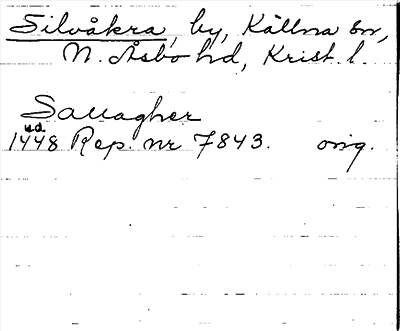 Silvåkra, by, Källna sn,
N. Åsbo hd, Krist. l.
Sallagher
u.d.
1448 Rep. nr 7843. orig.